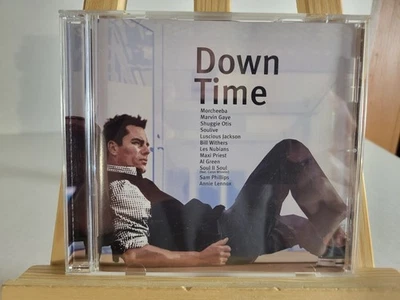 Down
Time
Morcheeba
Marvin Gaye
Shuggie Otis
Soulive
Luscious Jackson
Bill Withers
Les Nubians
Maxi Priest
Al Green
Soul II Soul
Sam Phillips
Annie Lennox